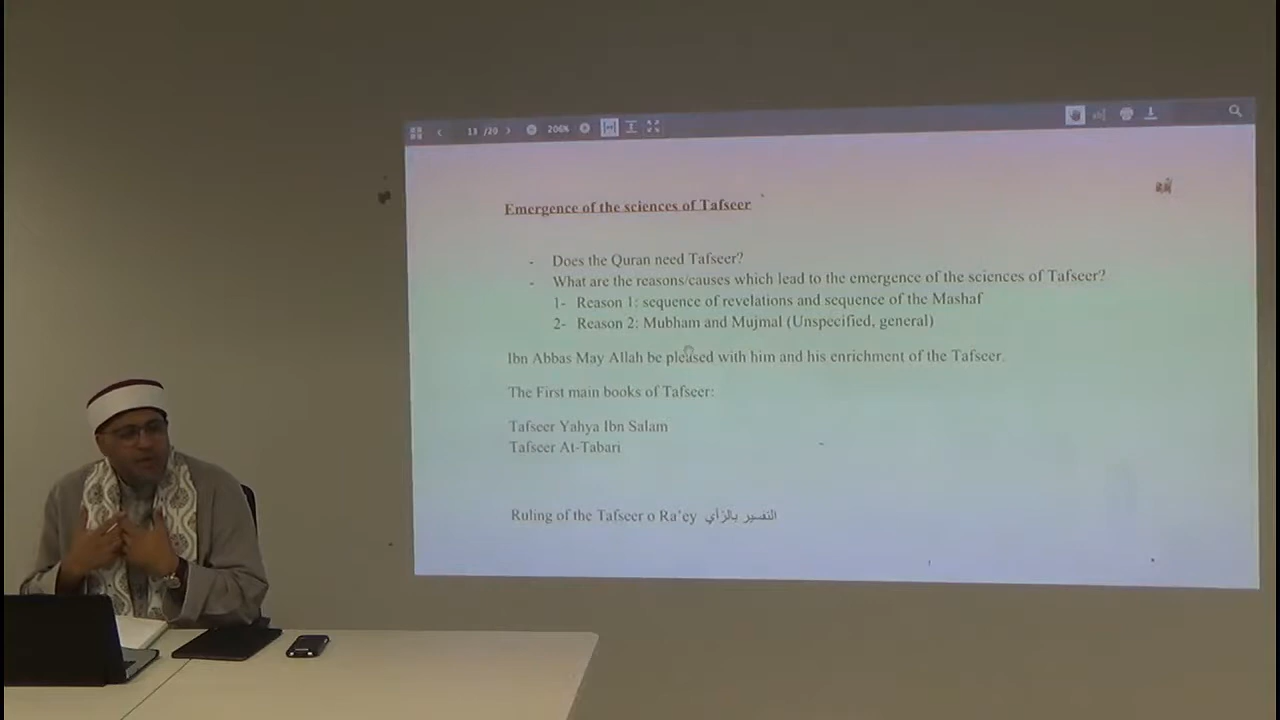 13 /20 200%
Emergence of the sciences of Tafseer
- Does the Quran need Tafseer?
- What are the reasons/causes which lead to the emergence of the sciences of Tafseer?
1- Reason 1: sequence of revelations and sequence of the Mashaf
2- Reason 2: Mubham and Mujmal (Unspecified, general)
Ibn Abbas May Allah be pleased with him and his enrichment of the Tafseer.
The First main books of Tafseer:
Tafseer Yahya Ibn Salam
Tafseer At-Tabari
Ruling of the Tafseer o Ra'ey التفسير بالرأي